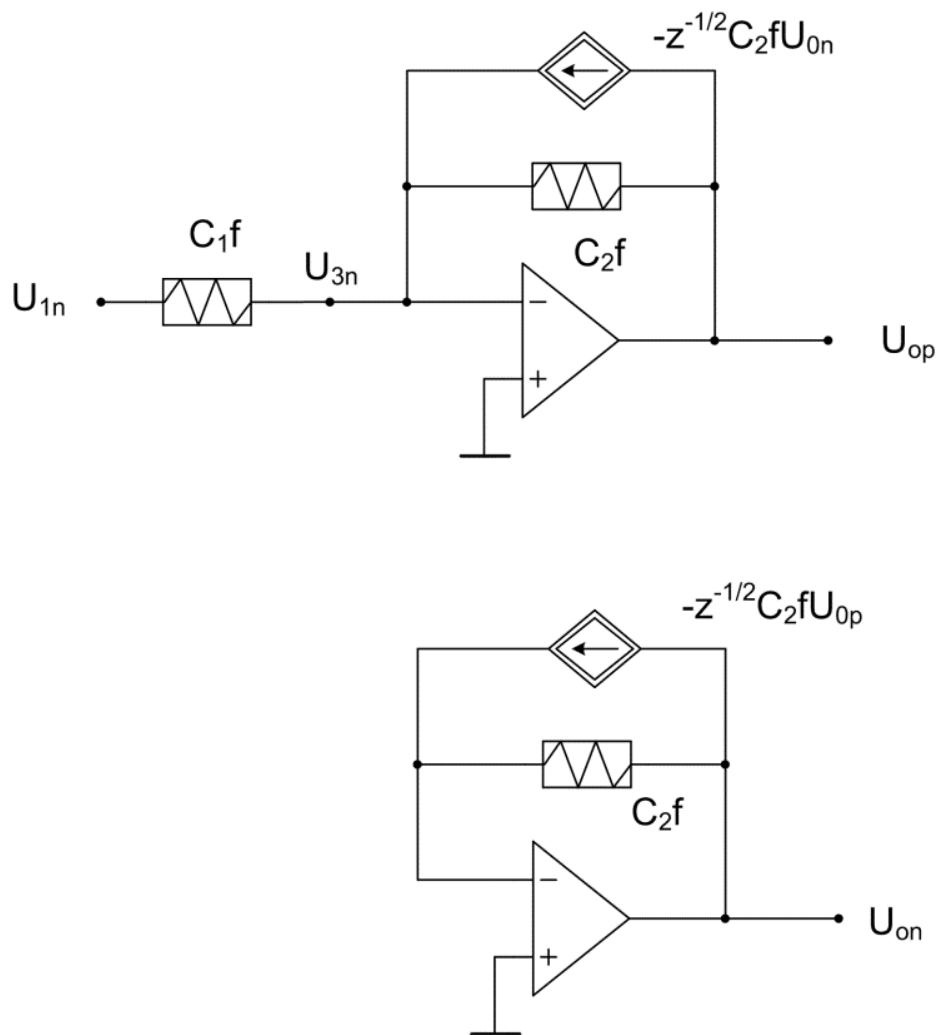 -z^{-1/2}C₂fU₀ₙ
C₁f
U₃ₙ
C₂f
U₁ₙ
−
+
Uₒₚ
-z^{-1/2}C₂fU₀ₚ
C₂f
−
+
Uₒₙ